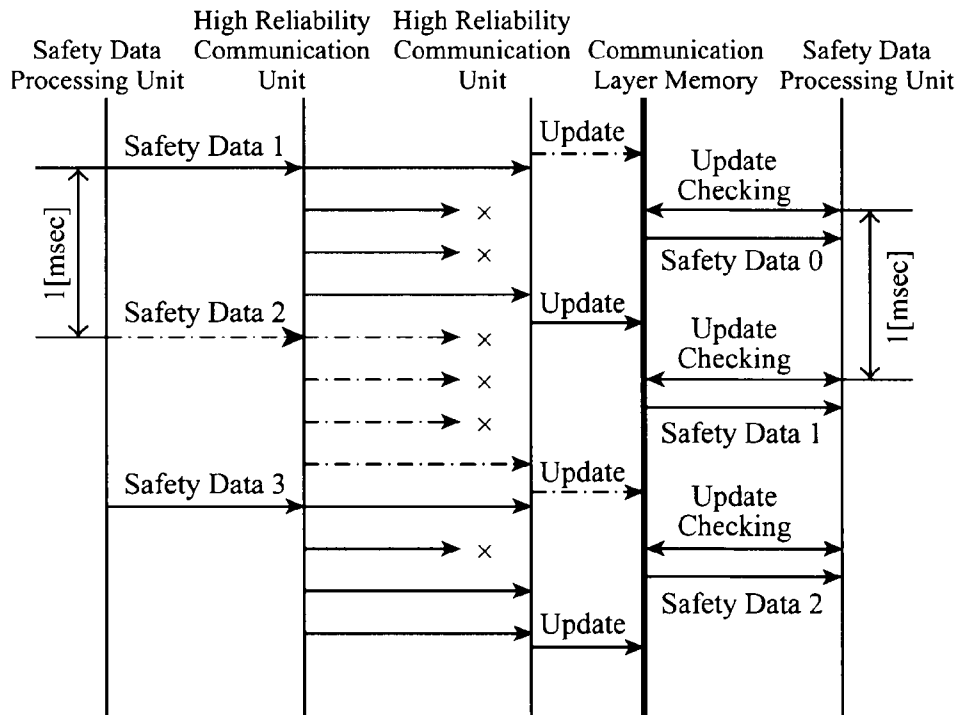 High Reliability
High Reliability
Safety Data
Communication
Communication
Communication
Safety Data
Processing Unit
Unit
Unit
Layer Memory
Processing Unit
Safety Data 1
Update
Update
Checking
×
×
Safety Data 0
1[msec]
1[msec]
Safety Data 2
Update
×
Update
Checking
×
×
Safety Data 1
Safety Data 3
Update
Update
Checking
×
Safety Data 2
Update